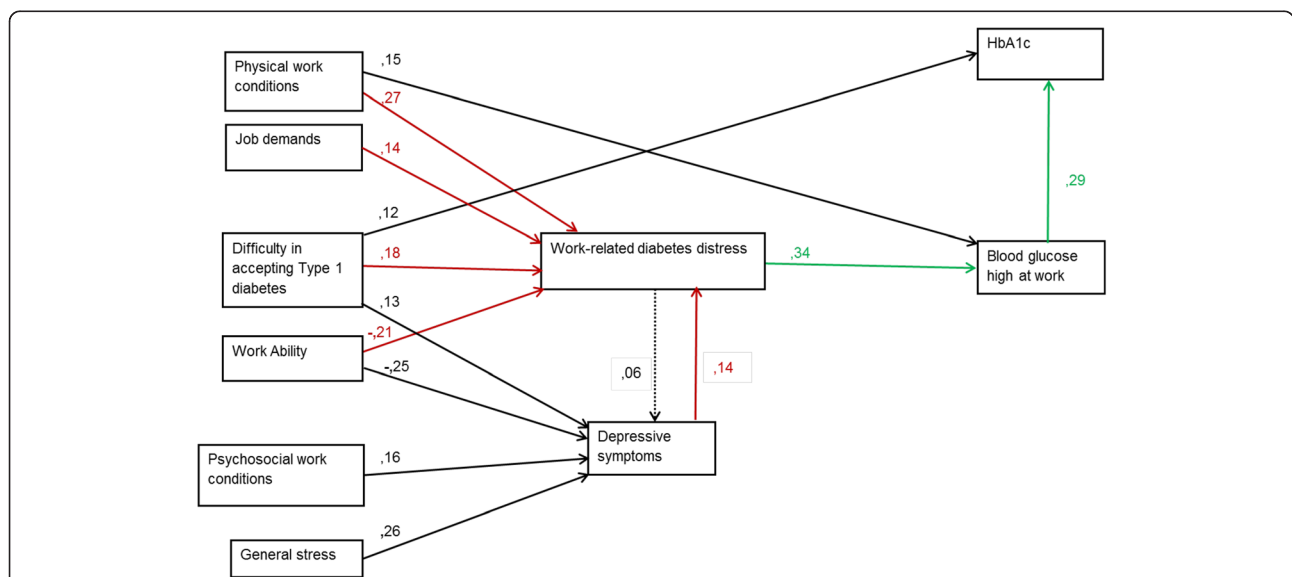 HbA1c
Physical work
conditions
,15
,27
Job demands
,14
,29
,12
Difficulty in
accepting Type 1
diabetes
,18
Work-related diabetes distress
,34
Blood glucose
high at work
,13
-,21
Work Ability
-,25
,06
,14
Depressive
symptoms
Psychosocial work
conditions
,16
,26
General stress